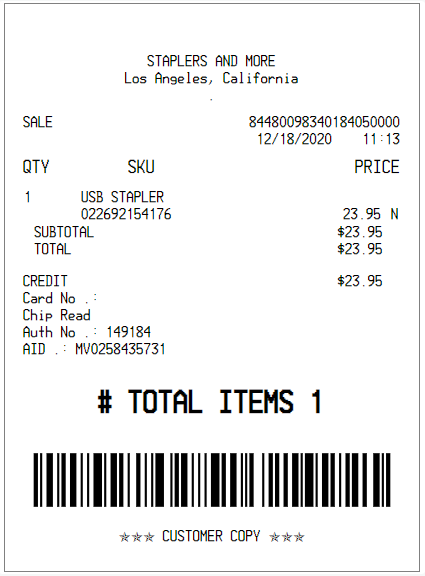 STAPLERS AND MORE
Los Angeles, California
.
SALE 84480098340184050000
12/18/2020 11:13
QTY SKU PRICE
1 USB STAPLER
022692154176 23.95 N
SUBTOTAL $23.95
TOTAL $23.95
CREDIT $23.95
Card No .:
Chip Read
Auth No .: 149184
AID .: MV0258435731
# TOTAL ITEMS 1
✯✯✯ CUSTOMER COPY ✯✯✯